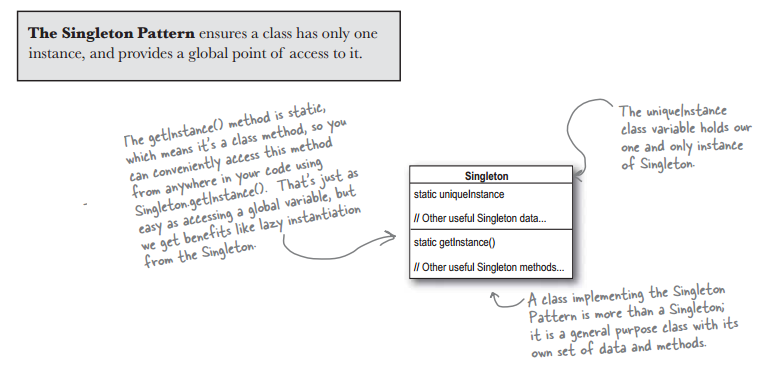 The Singleton Pattern ensures a class has only one
instance, and provides a global point of access to it.
The getInstance() method is static,
which means it's a class method, so you
can conveniently access this method
from anywhere in your code using
Singleton.getInstance(). That's just as
easy as accessing a global variable, but
we get benefits like lazy instantiation
from the Singleton.
The uniqueInstance
class variable holds our
one and only instance
of Singleton.
Singleton
static uniqueInstance
// Other useful Singleton data...
static getInstance()
// Other useful Singleton methods...
A class implementing the Singleton
Pattern is more than a Singleton;
it is a general purpose class with its
own set of data and methods.